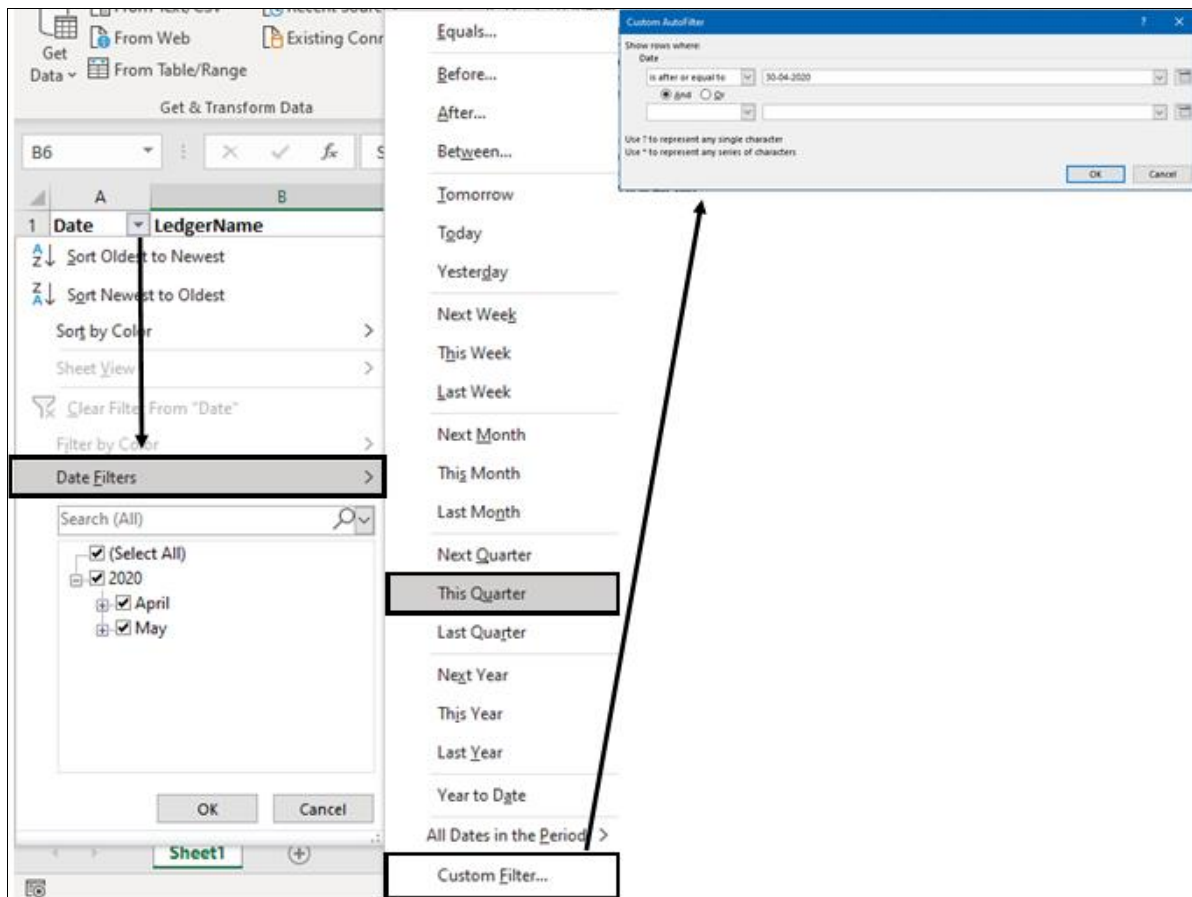 From Web
Existing Conr
Get
Data
From Table/Range
Get & Transform Data
B6
fx
A
B
1 Date LedgerName
Sort Oldest to Newest
Sort Newest to Oldest
Sort by Color
Sheet View
Clear Filter From "Date"
Filter by Color
Date Filters
Search (All)
(Select All)
2020
April
May
OK Cancel
Sheet1
Equals...
Before...
After...
Between...
Tomorrow
Today
Yesterday
Next Week
This Week
Last Week
Next Month
This Month
Last Month
Next Quarter
This Quarter
Last Quarter
Next Year
This Year
Last Year
Year to Date
All Dates in the Period
Custom Filter...
Custom AutoFilter
Show rows where:
Date
is after or equal to 30-04-2020
And Or
Use ? to represent any single character
Use * to represent any series of characters
OK Cancel